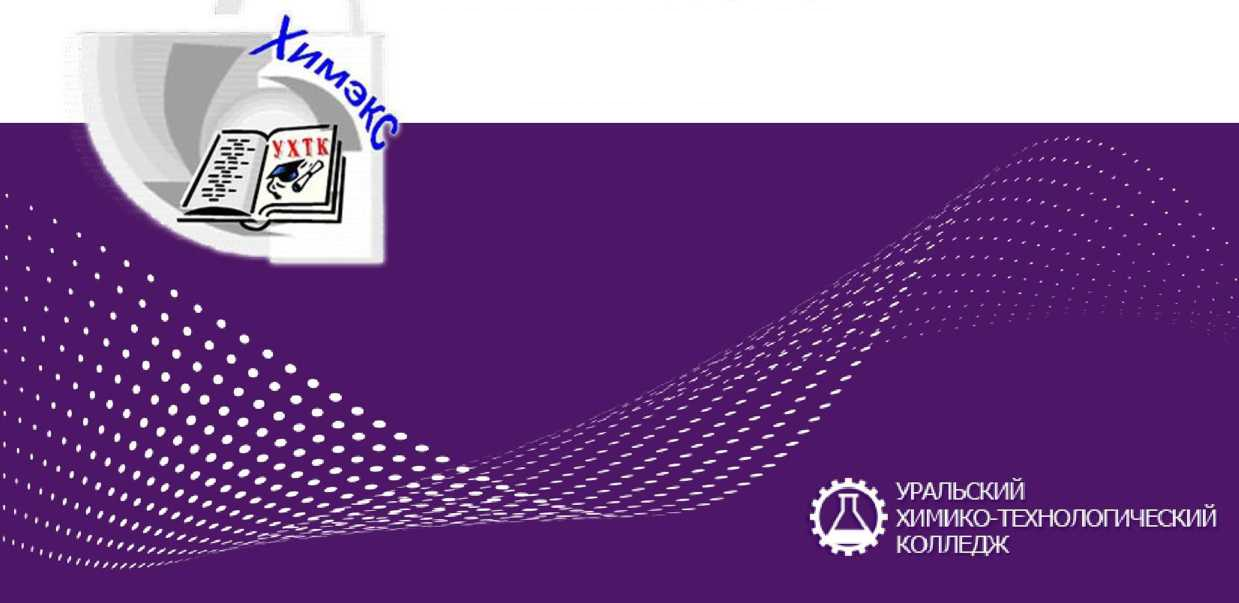 ХимэкС
УХТК
УРАЛЬСКИЙ
ХИМИКО-ТЕХНОЛОГИЧЕСКИЙ
КОЛЛЕДЖ